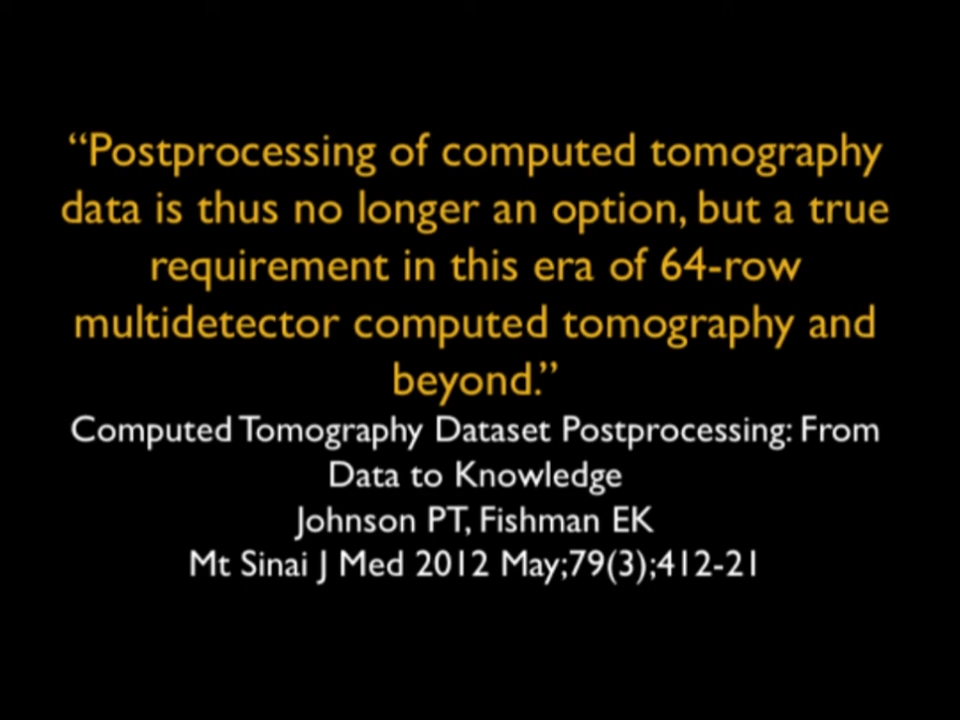 “Postprocessing of computed tomography
data is thus no longer an option, but a true
requirement in this era of 64-row
multidetector computed tomography and
beyond.”
Computed Tomography Dataset Postprocessing: From
Data to Knowledge
Johnson PT, Fishman EK
Mt Sinai J Med 2012 May;79(3);412-21